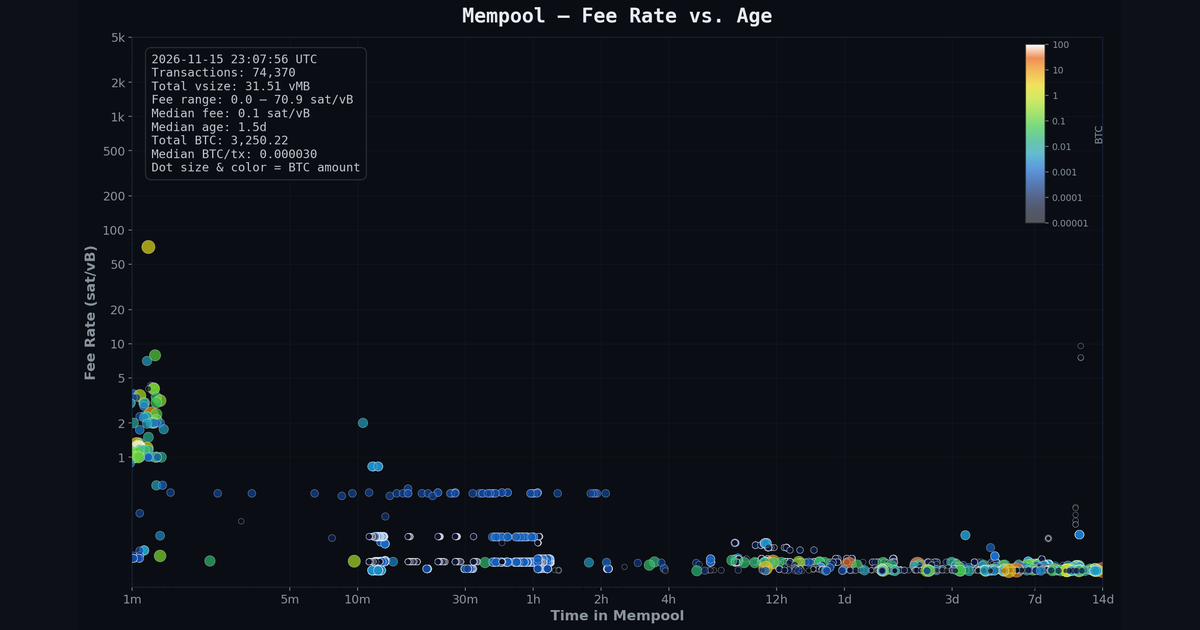 Mempool — Fee Rate vs. Age
2026-11-15 23:07:56 UTC
Transactions: 74,370
Total vsize: 31.51 vMB
Fee range: 0.0 — 70.9 sat/vB
Median fee: 0.1 sat/vB
Median age: 1.5d
Total BTC: 3,250.22
Median BTC/tx: 0.000030
Dot size & color = BTC amount
100
10
1
0.1
0.01
0.001
0.0001
0.00001
BTC
Fee Rate (sat/vB)
5k
2k
1k
500
200
100
50
20
10
5
2
1
1m
5m
10m
30m
1h
2h
4h
12h
1d
3d
7d
14d
Time in Mempool